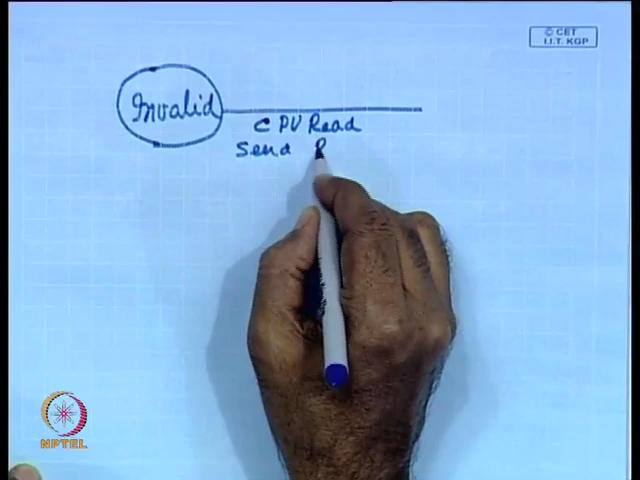 © CET
I.I.T. KGP
Invalid
CPU Read
Send R
NPTEL